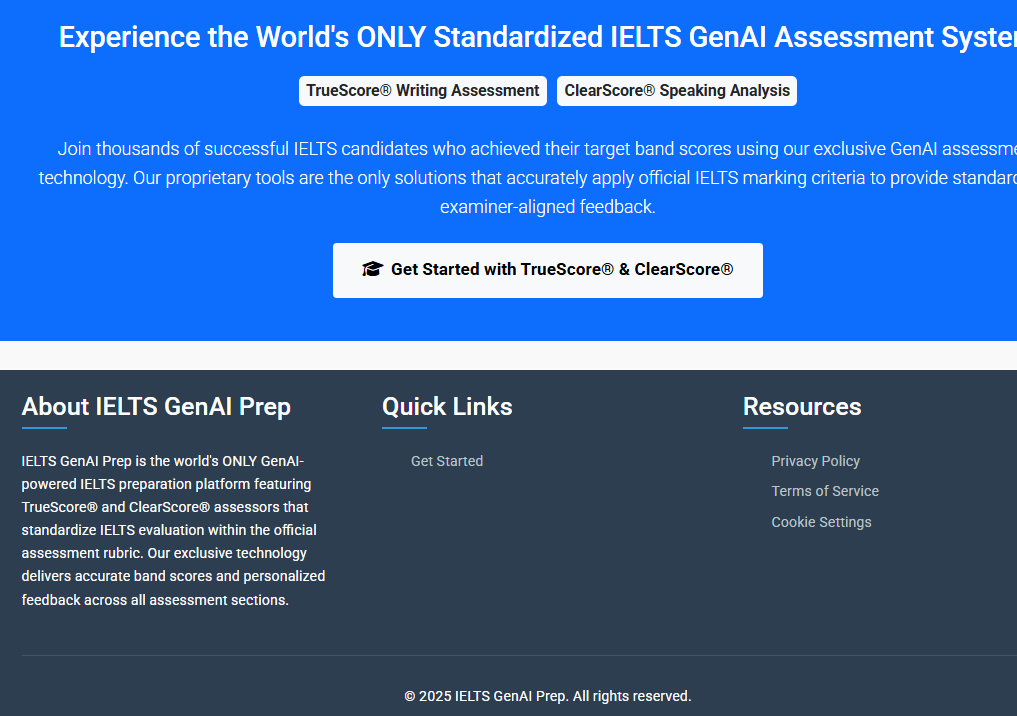 Experience the World's ONLY Standardized IELTS GenAI Assessment
TrueScore® Writing Assessment ClearScore® Speaking Analysis
Join thousands of successful IELTS candidates who achieved their target band scores using our exclusive GenAI
technology. Our proprietary tools are the only solutions that accurately apply official IELTS marking criteria to provide
examiner-aligned feedback.
Get Started with TrueScore® & ClearScore®
About IELTS GenAI Prep
IELTS GenAI Prep is the world's ONLY GenAI-
powered IELTS preparation platform featuring
TrueScore® and ClearScore® assessors that
standardize IELTS evaluation within the official
assessment rubric. Our exclusive technology
delivers accurate band scores and personalized
feedback across all assessment sections.
Quick Links
Get Started
Resources
Privacy Policy
Terms of Service
Cookie Settings
© 2025 IELTS GenAI Prep. All rights reserved.